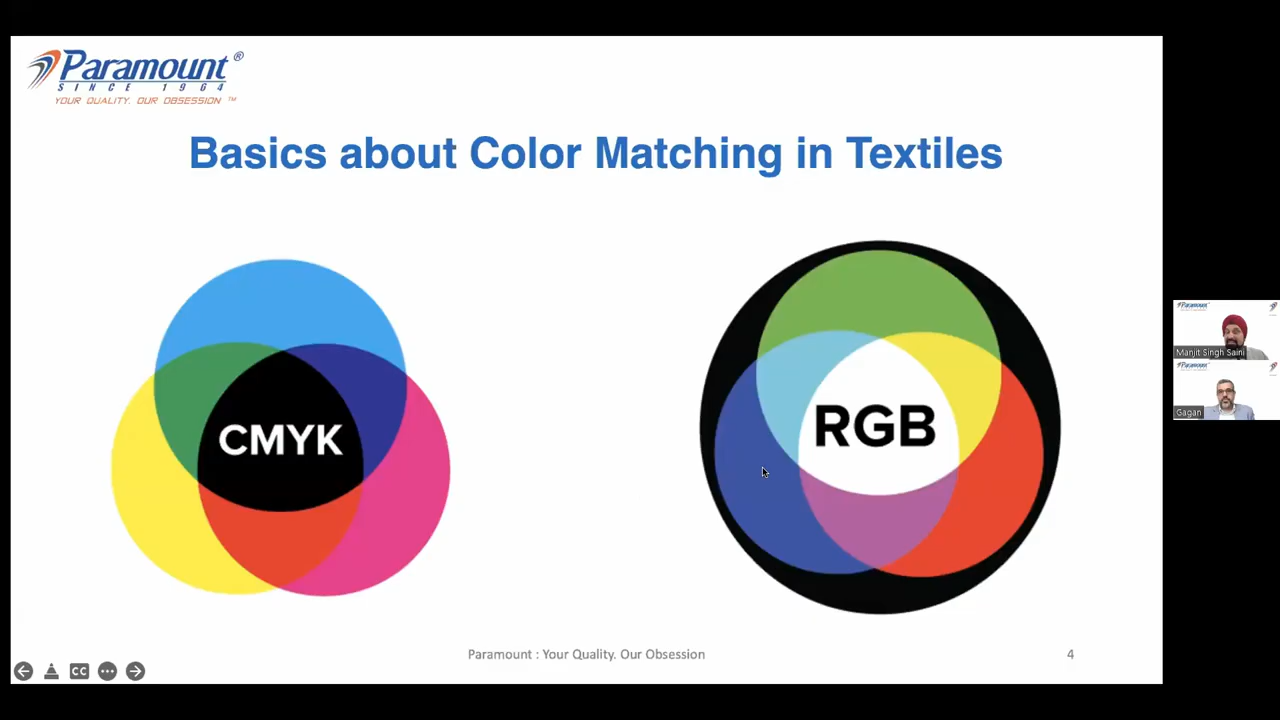 Paramount®
SINCE 1964
YOUR QUALITY. OUR OBSESSION ™
Basics about Color Matching in Textiles
CMYK
RGB
Manjit Singh Saini
Gagan
CC
Paramount : Your Quality. Our Obsession
4